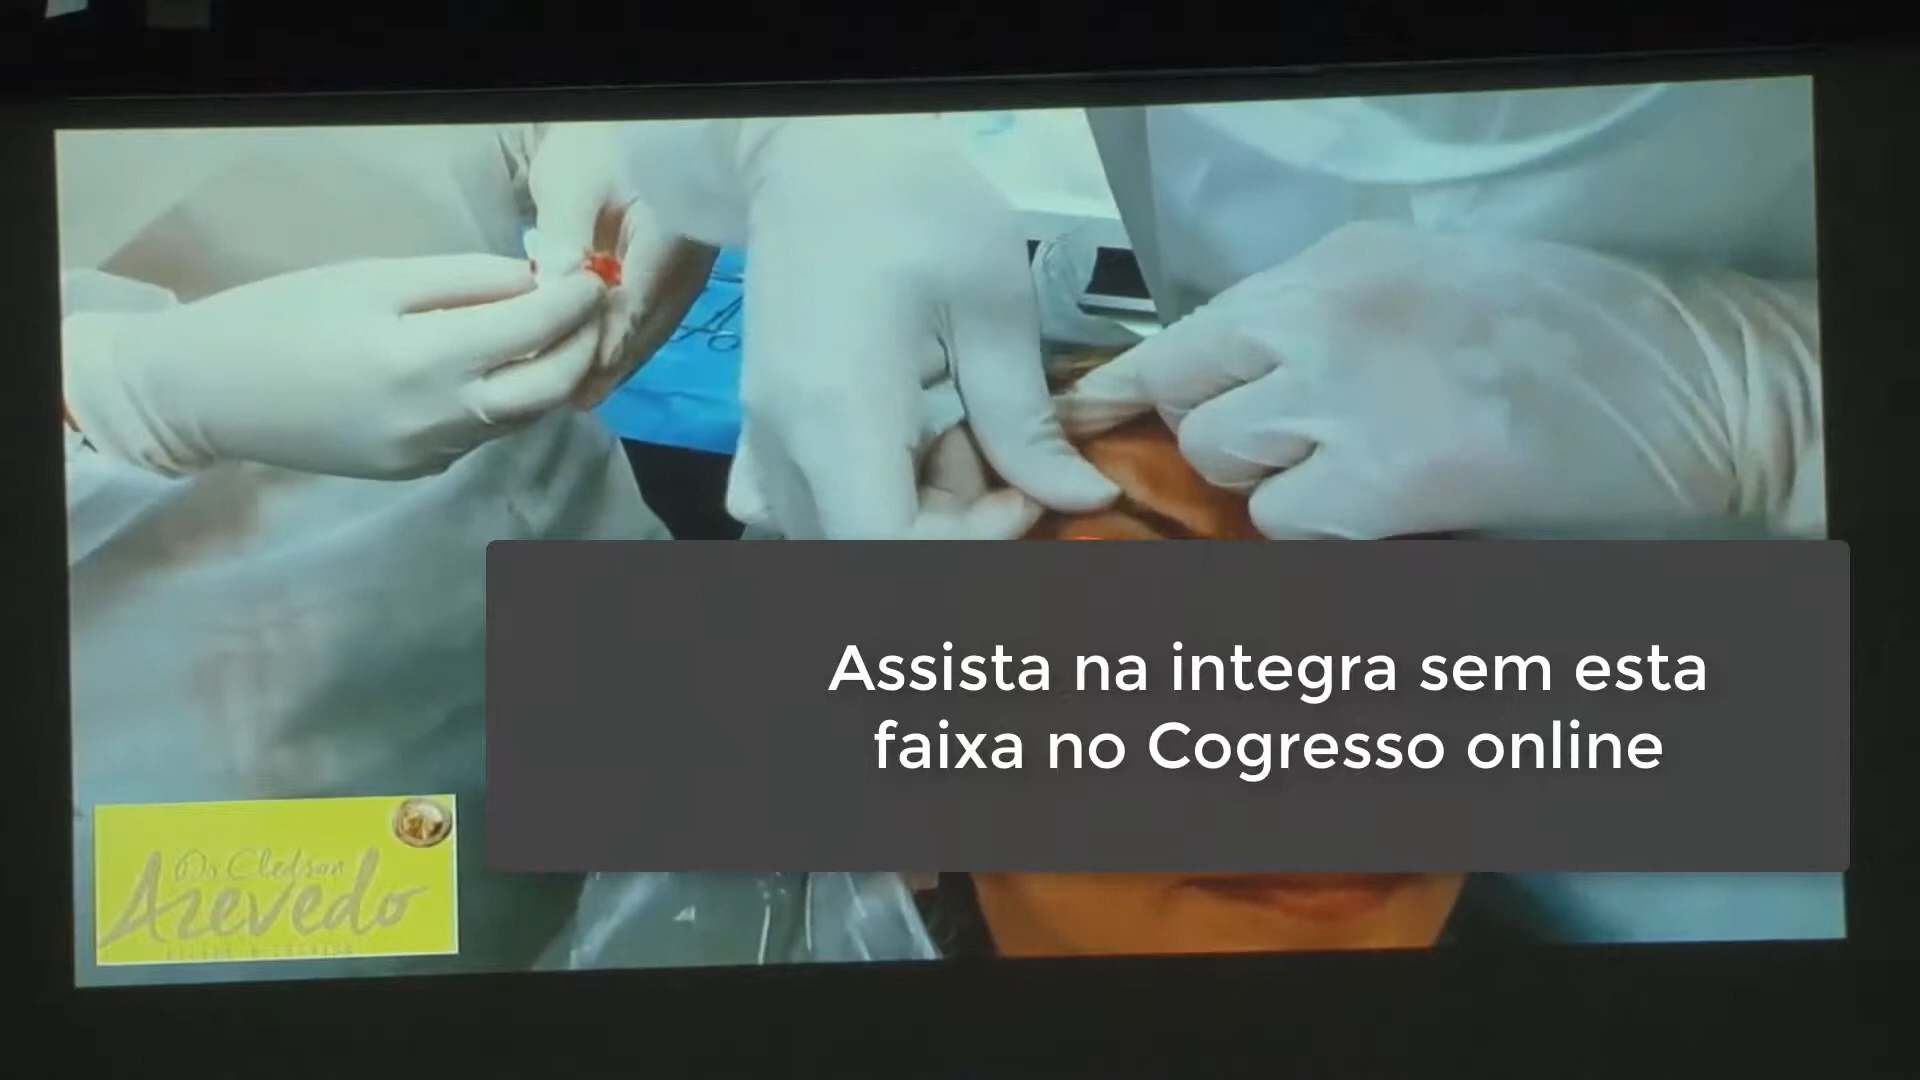 Assista na integra sem esta
faixa no Cogresso online
Dr. Cledson
Azevedo